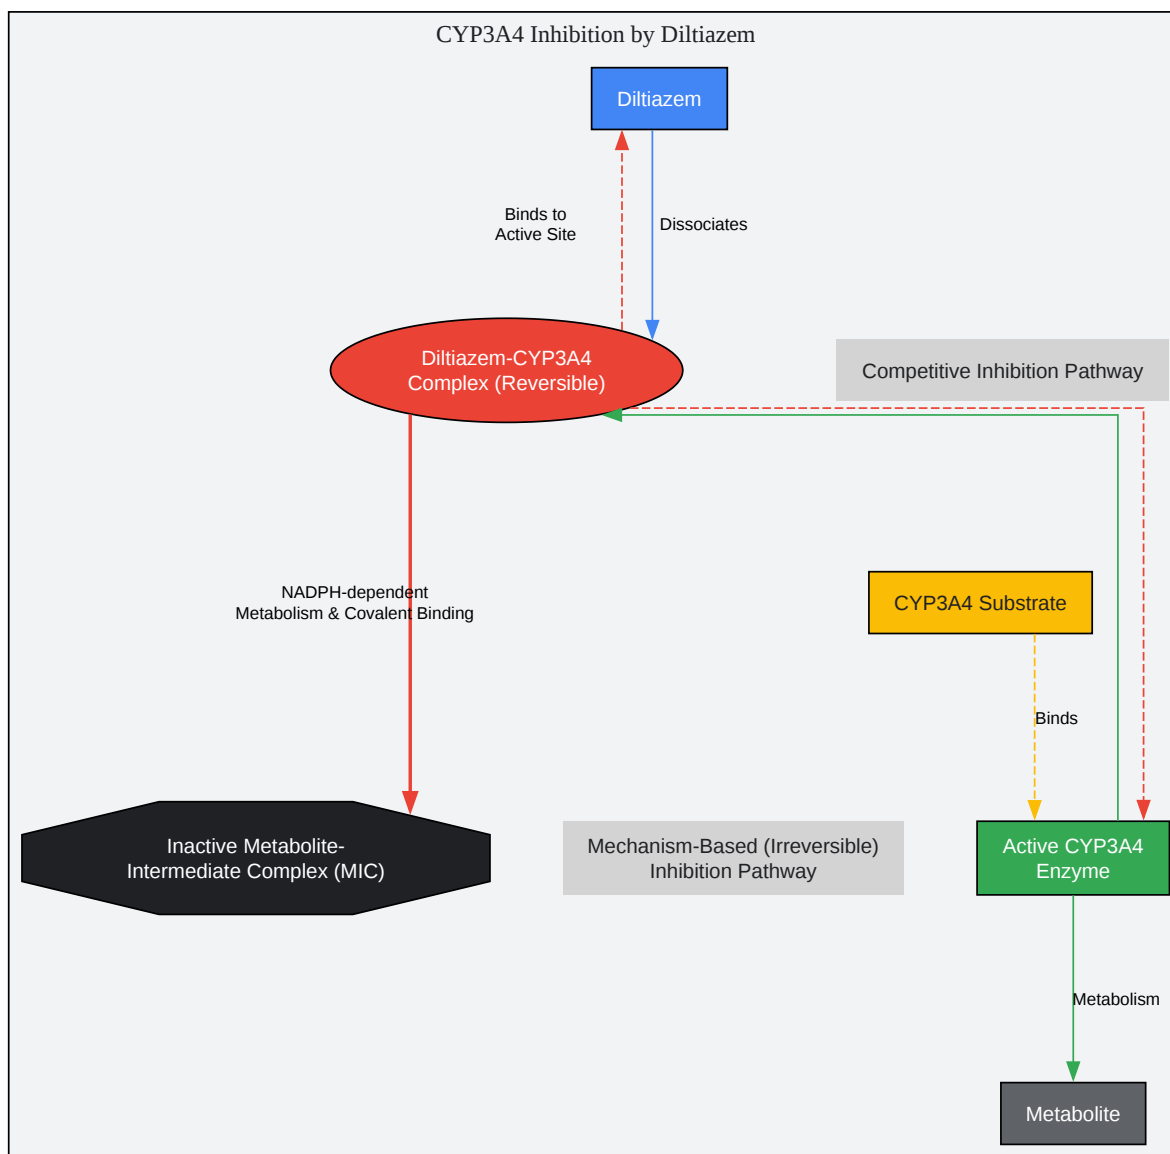 CYP3A4 Inhibition by Diltiazem
Diltiazem
Binds to
Active Site
Dissociates
Diltiazem-CYP3A4
Complex (Reversible)
Competitive Inhibition Pathway
NADPH-dependent
Metabolism & Covalent Binding
CYP3A4 Substrate
Binds
Inactive Metabolite-
Intermediate Complex (MIC)
Mechanism-Based (Irreversible)
Inhibition Pathway
Active CYP3A4
Enzyme
Metabolism
Metabolite